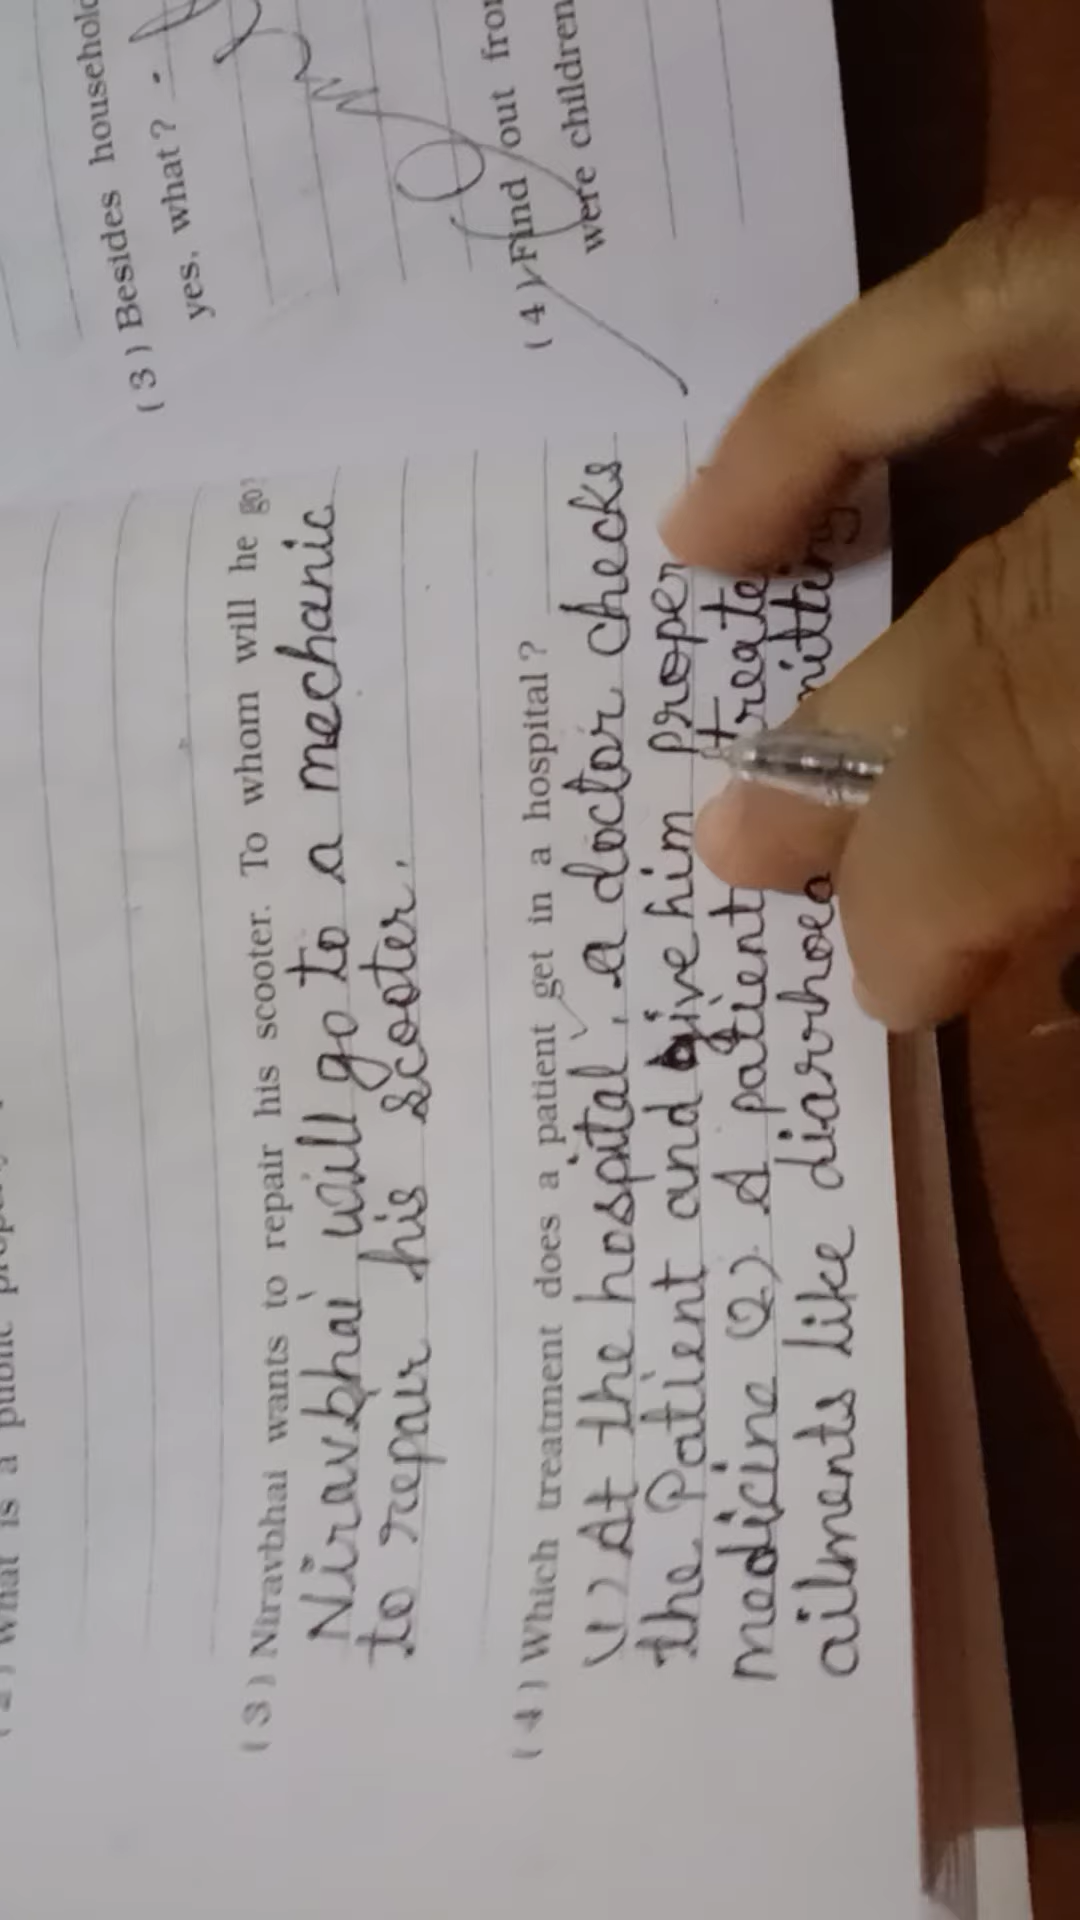 (3) Niravbhai wants to repair his scooter. To whom will he go?
Niravbhai will go to a mechanic
to repair his scooter.
(4) Which treatment does a patient get in a hospital?
(1) At the hospital, a doctor checks
the Patient and give him proper
medicine (2). A patient treate
ailments like diarrhoea
(3) Besides household
yes, what?
(4) Find out from
were children